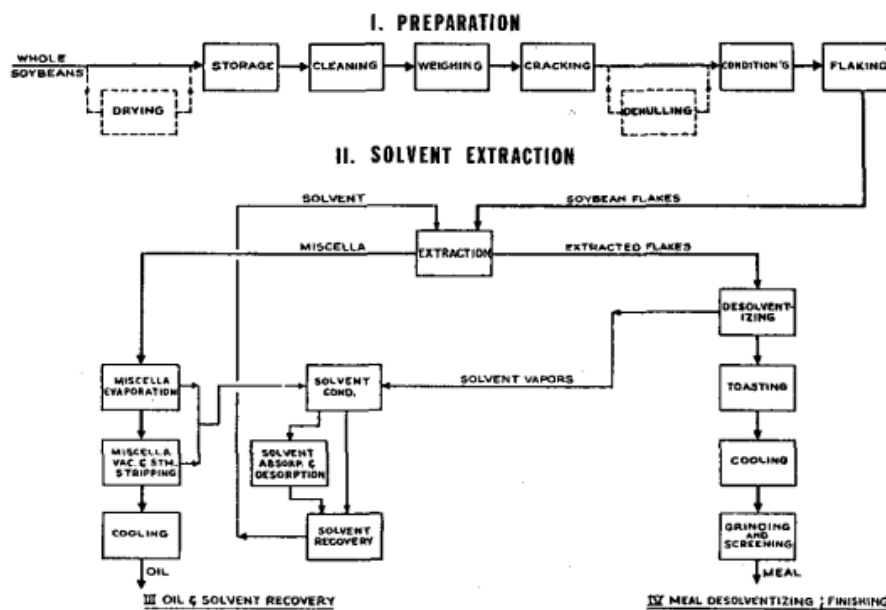 I. PREPARATION
WHOLE
SOYBEANS
STORAGE
CLEANING
WEIGHING
CRACKING
CONDITION'G
FLAKING
DRYING
DEHULLING
II. SOLVENT EXTRACTION
SOLVENT
SOYBEAN FLAKES
MISCELLA
EXTRACTION
EXTRACTED FLAKES
DESOLVENT-
IZING
MISCELLA
EVAPORATION
SOLVENT
COND.
SOLVENT VAPORS
TOASTING
MISCELLA
VAC. & STM.
STRIPPING
SOLVENT
ABSORP. &
DESORPTION
COOLING
COOLING
SOLVENT
RECOVERY
GRINDING
AND
SCREENING
OIL
MEAL
III OIL & SOLVENT RECOVERY
IV MEAL DESOLVENTIZING ; FINISHING